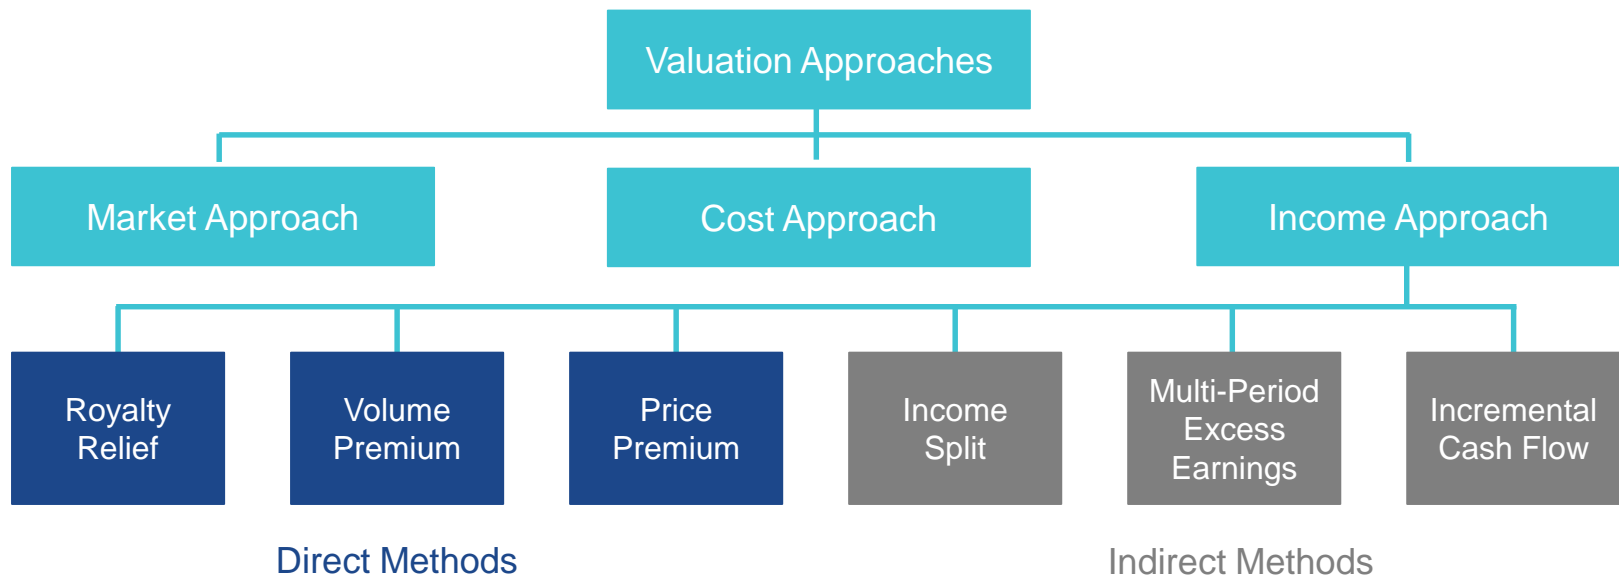 Valuation Approaches
Market Approach
Cost Approach
Income Approach
Royalty
Relief
Volume
Premium
Price
Premium
Income
Split
Multi-Period
Excess
Earnings
Incremental
Cash Flow
Direct Methods
Indirect Methods